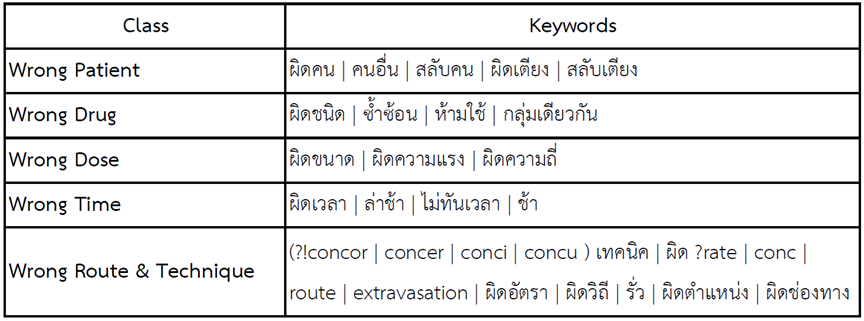 Class Keywords
Wrong Patient ผิดคน | คนอื่น | สลับคน | ผิดเตียง | สลับเตียง
Wrong Drug ผิดชนิด | ซ้ำซ้อน | ห้ามใช้ | กลุ่มเดียวกัน
Wrong Dose ผิดขนาด | ผิดความแรง | ผิดความถี่
Wrong Time ผิดเวลา | ล่าช้า | ไม่ทันเวลา | ช้า
Wrong Route & Technique (?!concor | concer | conci | concu ) เทคนิค | ผิด ?rate | conc |
route | extravasation | ผิดอัตรา | ผิดวิถี | รั่ว | ผิดตำแหน่ง | ผิดช่องทาง